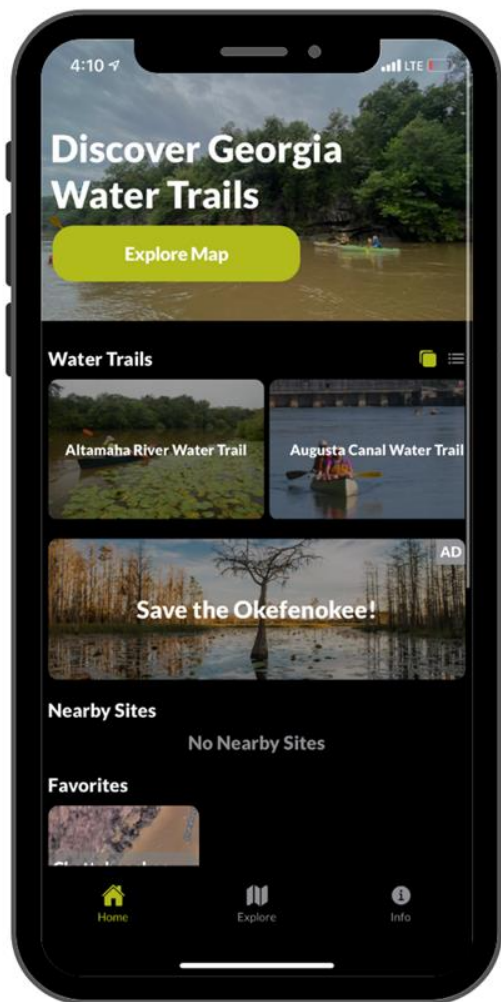 4:10
LTE
Discover Georgia
Water Trails
Explore Map
Water Trails
Altamaha River Water Trail
Augusta Canal Water Trail
AD
Save the Okefenokee!
Nearby Sites
No Nearby Sites
Favorites
Home
Explore
Info